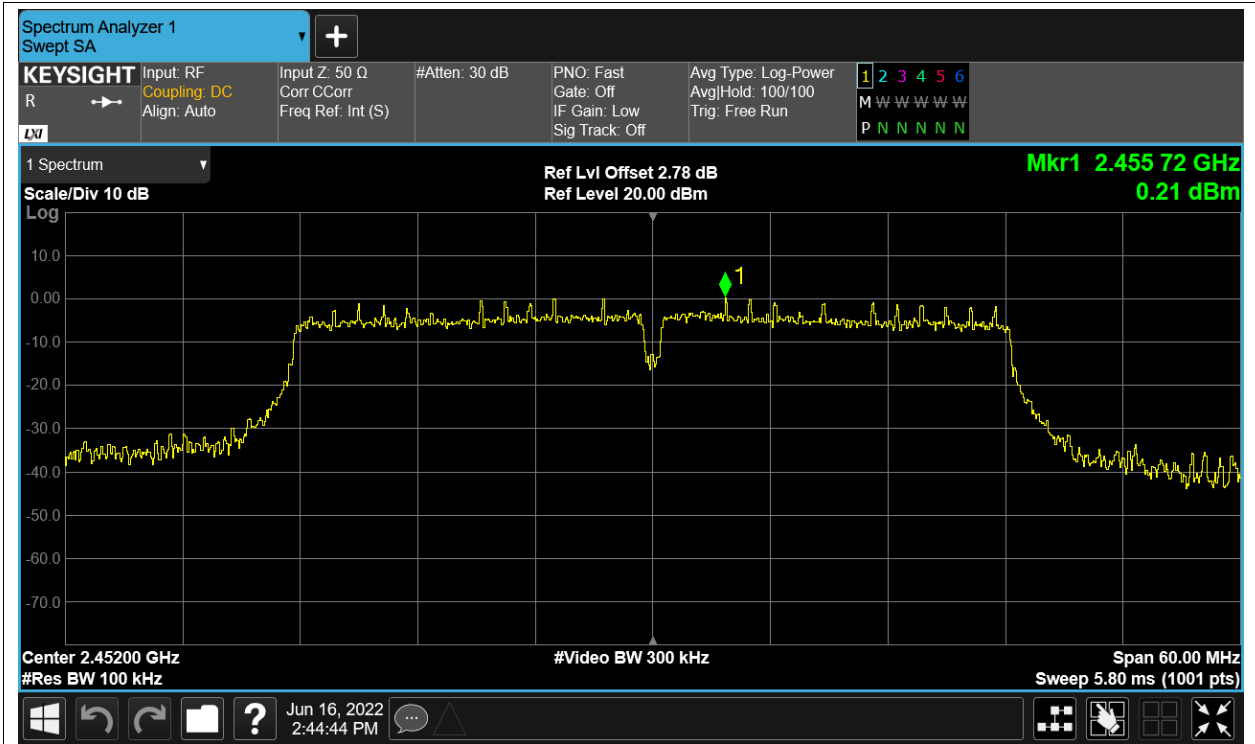 Spectrum Analyzer 1
Swept SA
KEYSIGHT Input: RF Input Z: 50 Ω #Atten: 30 dB PNO: Fast Avg Type: Log-Power 1 2 3 4 5 6
R Coupling: DC Corr CCorr Gate: Off Avg|Hold: 100/100 M W W W W W W
Align: Auto Freq Ref: Int (S) IF Gain: Low Trig: Free Run
LXI Sig Track: Off P N N N N N N
1 Spectrum Ref Lvl Offset 2.78 dB Mkr1 2.455 72 GHz
Scale/Div 10 dB Ref Level 20.00 dBm 0.21 dBm
Log
10.0
1
0.00
-10.0
-20.0
-30.0
-40.0
-50.0
-60.0
-70.0
Center 2.45200 GHz #Video BW 300 kHz Span 60.00 MHz
#Res BW 100 kHz Sweep 5.80 ms (1001 pts)
? Jun 16, 2022
2:44:44 PM